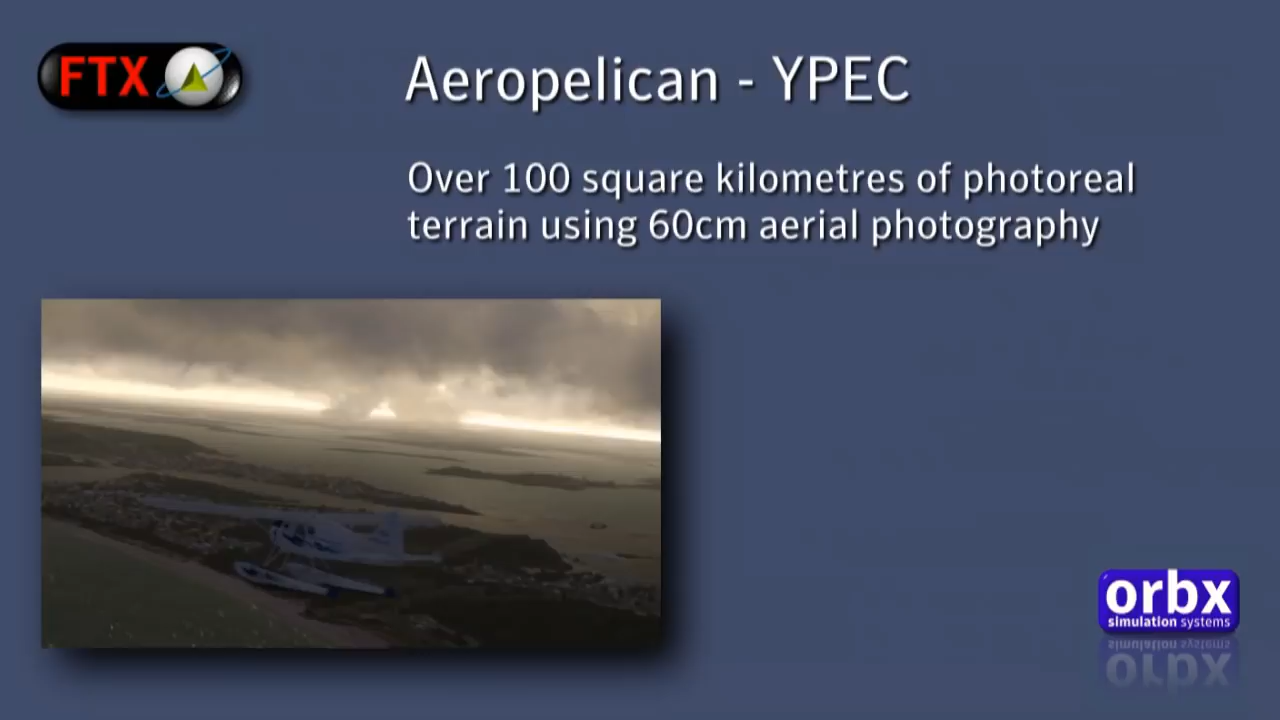 FTX
Aeropelican - YPEC
Over 100 square kilometres of photoreal
terrain using 60cm aerial photography
orbx
simulation systems